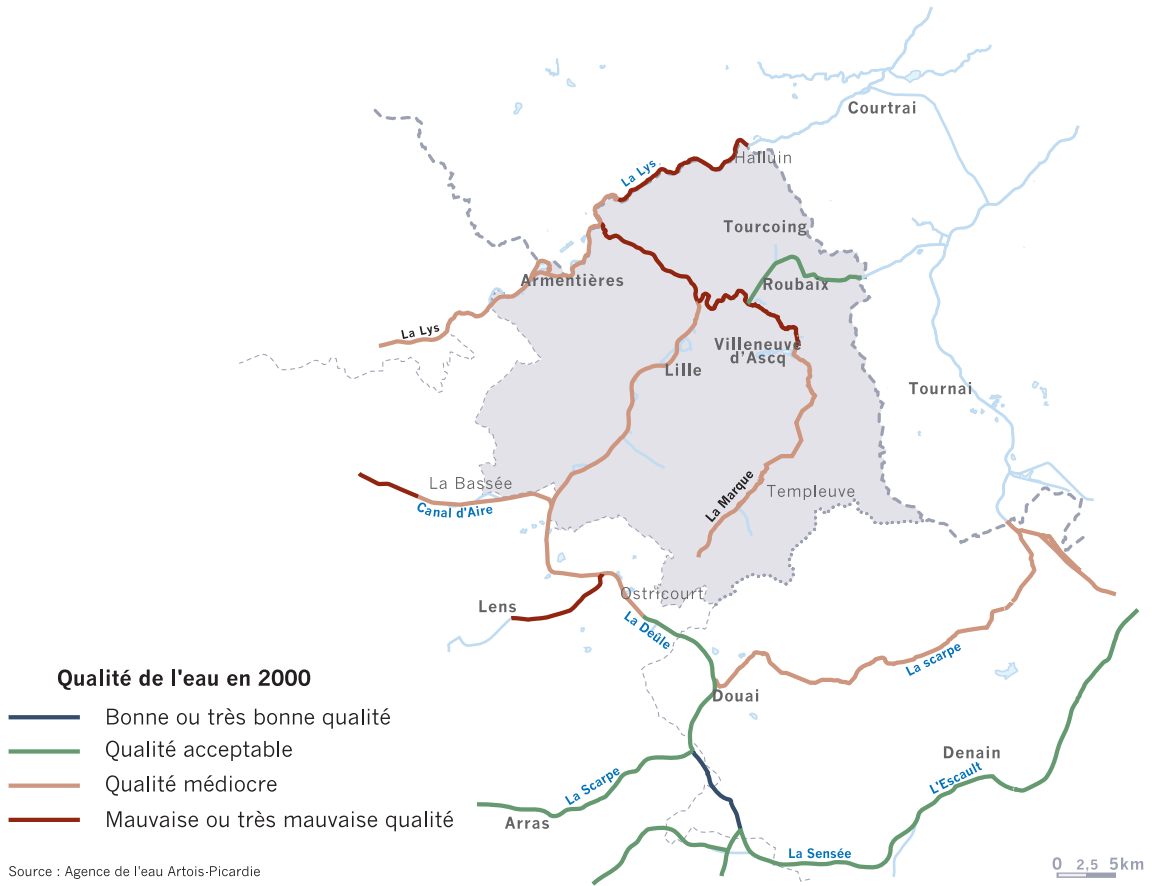 Courtrai
Halluin
La Lys
Tourcoing
Armentières
Roubaix
La Lys
Villeneuve
d'Ascq
Lille
Tournai
La Bassée
Canal d'Aire
La Marque
Templeuve
Ostricourt
Lens
La Deûle
La scarpe
Douai
Qualité de l'eau en 2000
Bonne ou très bonne qualité
Qualité acceptable
Qualité médiocre
Mauvaise ou très mauvaise qualité
Denain
L'Escault
La Scarpe
Arras
La Sensée
Source : Agence de l'eau Artois-Picardie
0 2,5 5km